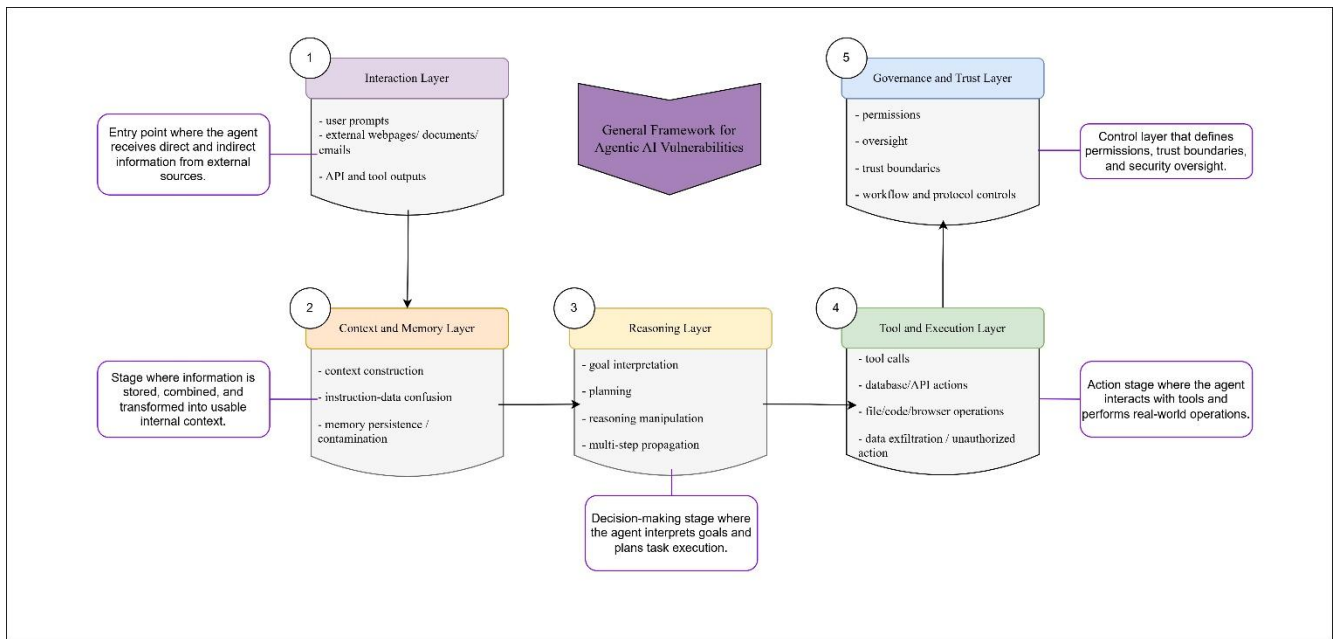 1
Interaction Layer
- user prompts
- external webpages/ documents/
emails
- API and tool outputs
Entry point where the agent
receives direct and indirect
information from external
sources.
General Framework for
Agentic AI Vulnerabilities
5
Governance and Trust Layer
- permissions
- oversight
- trust boundaries
- workflow and protocol controls
Control layer that defines
permissions, trust boundaries,
and security oversight.
2
Context and Memory Layer
- context construction
- instruction-data confusion
- memory persistence /
contamination
Stage where information is
stored, combined, and
transformed into usable
internal context.
3
Reasoning Layer
- goal interpretation
- planning
- reasoning manipulation
- multi-step propagation
Decision-making stage where
the agent interprets goals and
plans task execution.
4
Tool and Execution Layer
- tool calls
- database/API actions
- file/code/browser operations
- data exfiltration / unauthorized
action
Action stage where the agent
interacts with tools and
performs real-world operations.